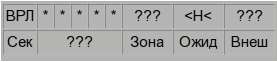 ВРЛ * * * * * ??? <Н< ???
Сек ??? Зона Ожид Внеш